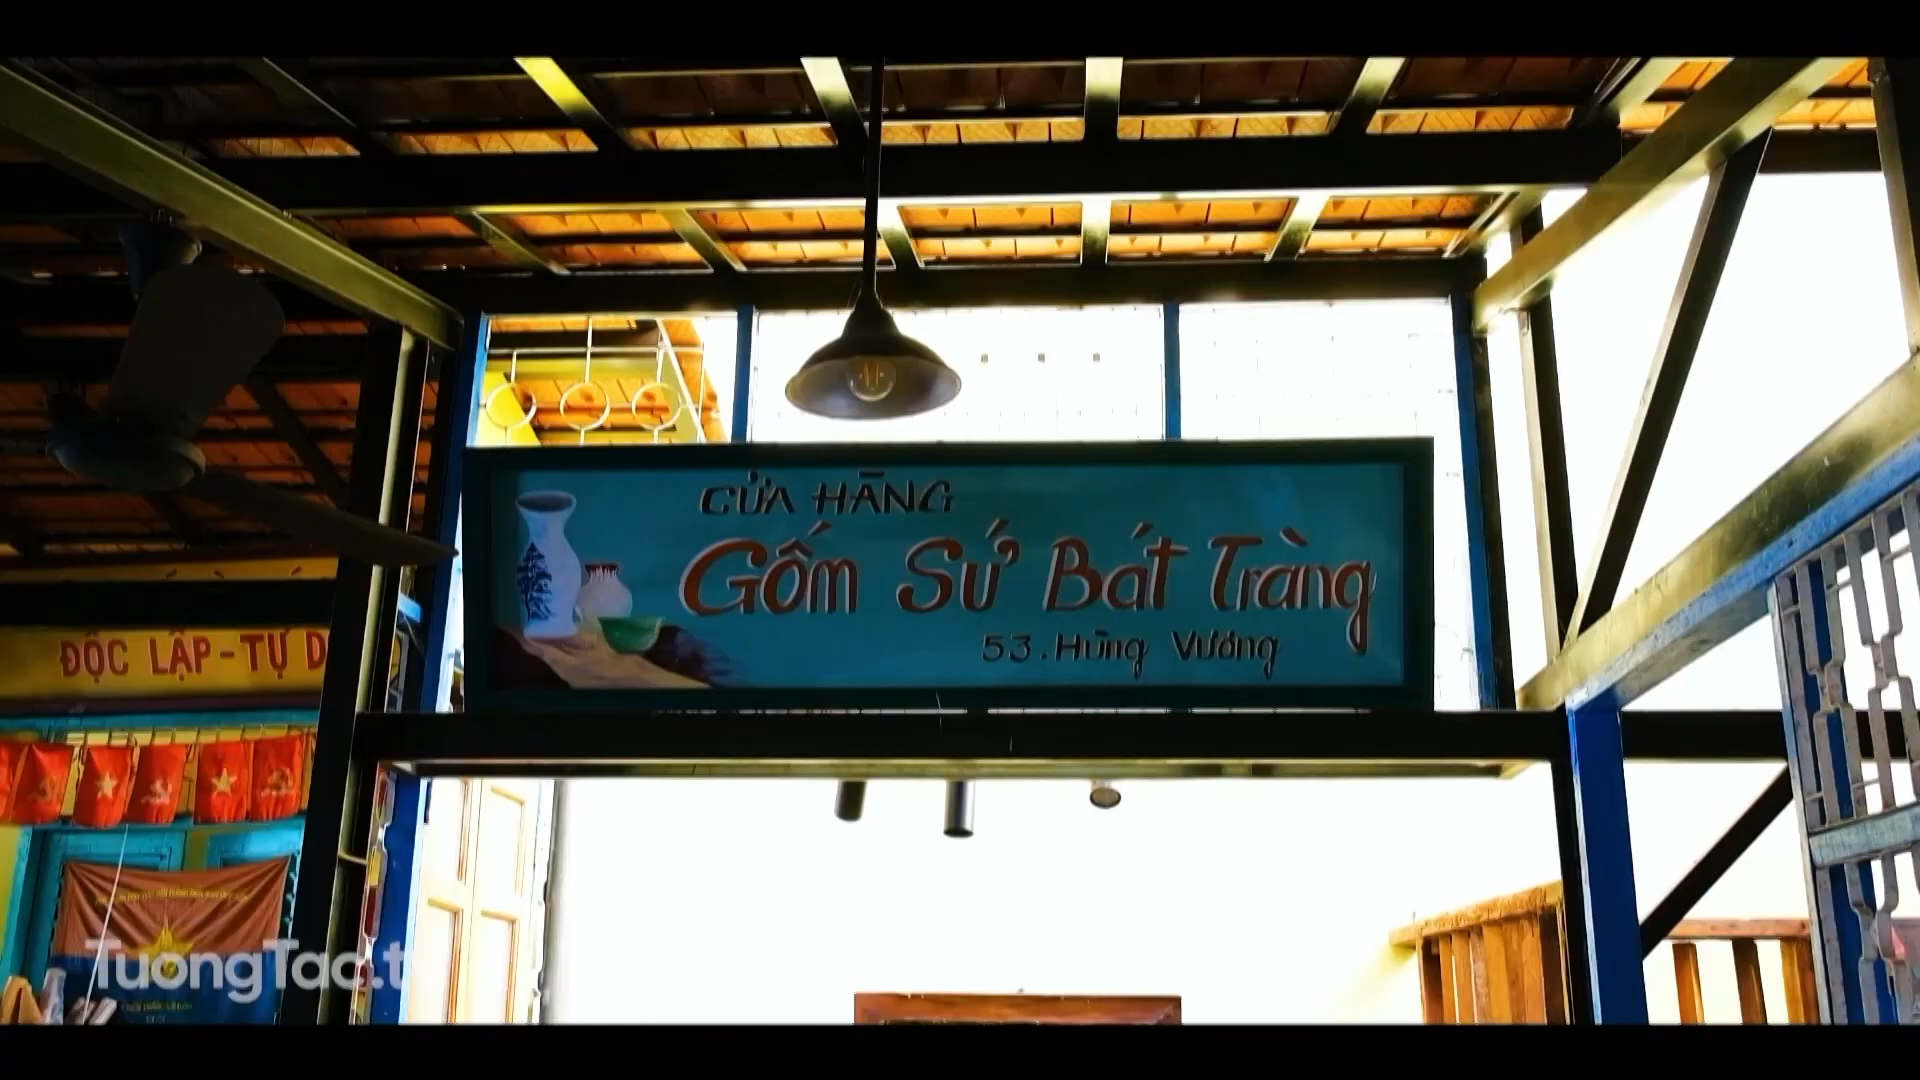 CỬA HÀNG
Gốm Sứ Bát Tràng
53. Hùng Vương
ĐỘC LẬP - TỰ D
TuongTac.t